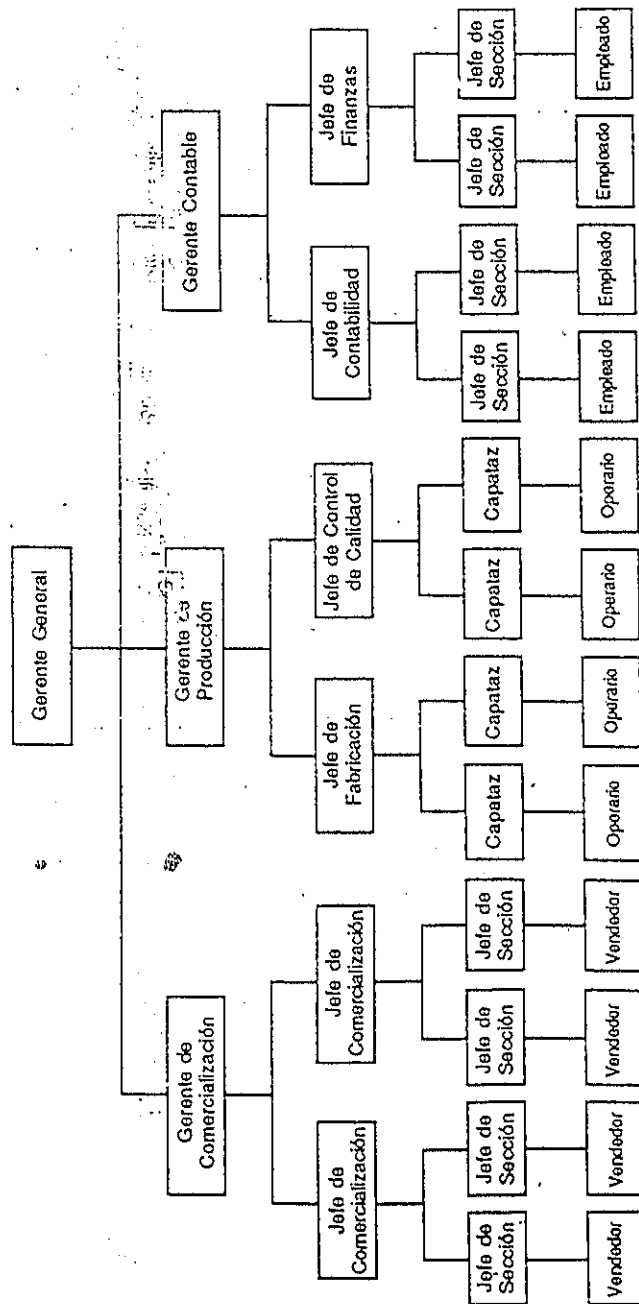 Gerente General
Gerente de
Comercialización
Gerente de
Producción
Gerente Contable
Jefe de
Comercialización
Jefe de
Comercialización
Jefe de
Fabricación
Jefe de Control
de Calidad
Jefe de
Contabilidad
Jefe de
Finanzas
Jefe de
Sección
Jefe de
Sección
Jefe de
Sección
Jefe de
Sección
Capataz
Capataz
Capataz
Capataz
Jefe de
Sección
Jefe de
Sección
Jefe de
Sección
Jefe de
Sección
Vendedor
Vendedor
Vendedor
Vendedor
Operario
Operario
Operario
Operario
Empleado
Empleado
Empleado
Empleado